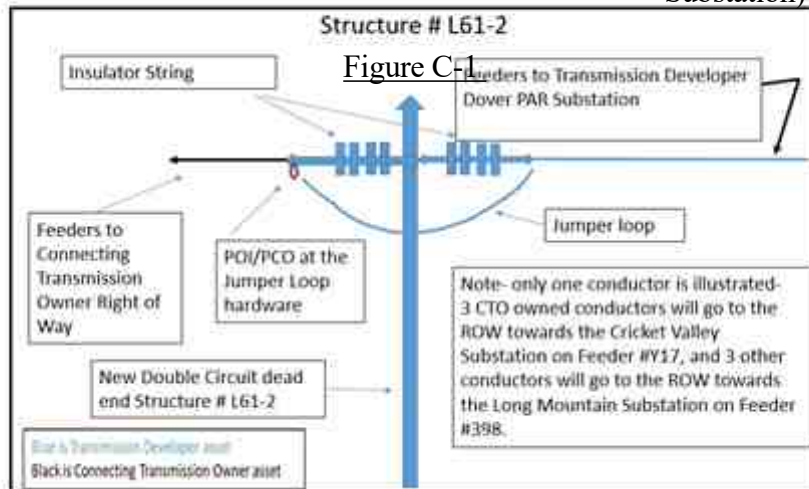 Substation)
Structure # L61-2
Figure C-1
Insulator String
Feeders to Transmission Developer
Dover PAR Substation
Feeders to
Connecting
Transmission
Owner Right of
Way
POI/PCO at the
Jumper Loop
hardware
Jumper loop
Note- only one conductor is illustrated-
3 CTO owned conductors will go to the
ROW towards the Cricket Valley
Substation on Feeder #Y17, and 3 other
conductors will go to the ROW towards
the Long Mountain Substation on Feeder
#398.
New Double Circuit dead
end Structure # L61-2
Blue is Transmission Developer asset
Black is Connecting Transmission Owner asset